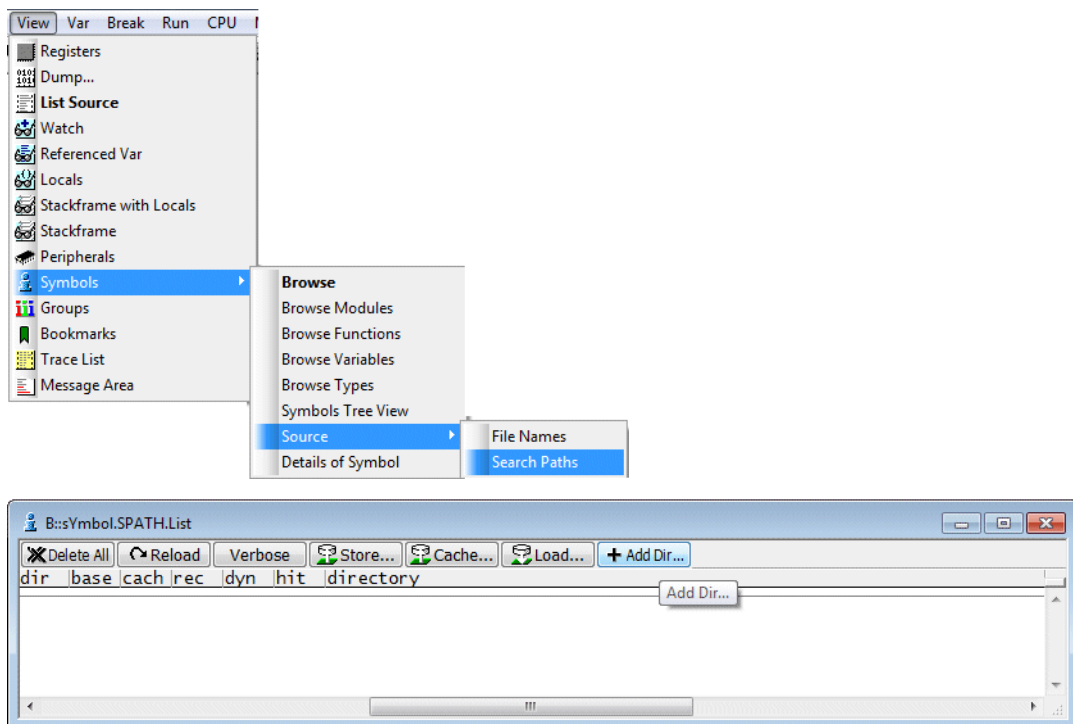 View Var Break Run CPU
Registers
Dump...
List Source
Watch
Referenced Var
Locals
Stackframe with Locals
Stackframe
Peripherals
Symbols
Groups
Bookmarks
Trace List
Message Area
Browse
Browse Modules
Browse Functions
Browse Variables
Browse Types
Symbols Tree View
Source
Details of Symbol
File Names
Search Paths
B::sYmbol.SPATH.List
Delete All Reload Verbose Store... Cache... Load... Add Dir...
dir |base |cach |rec |dyn |hit |directory
Add Dir...